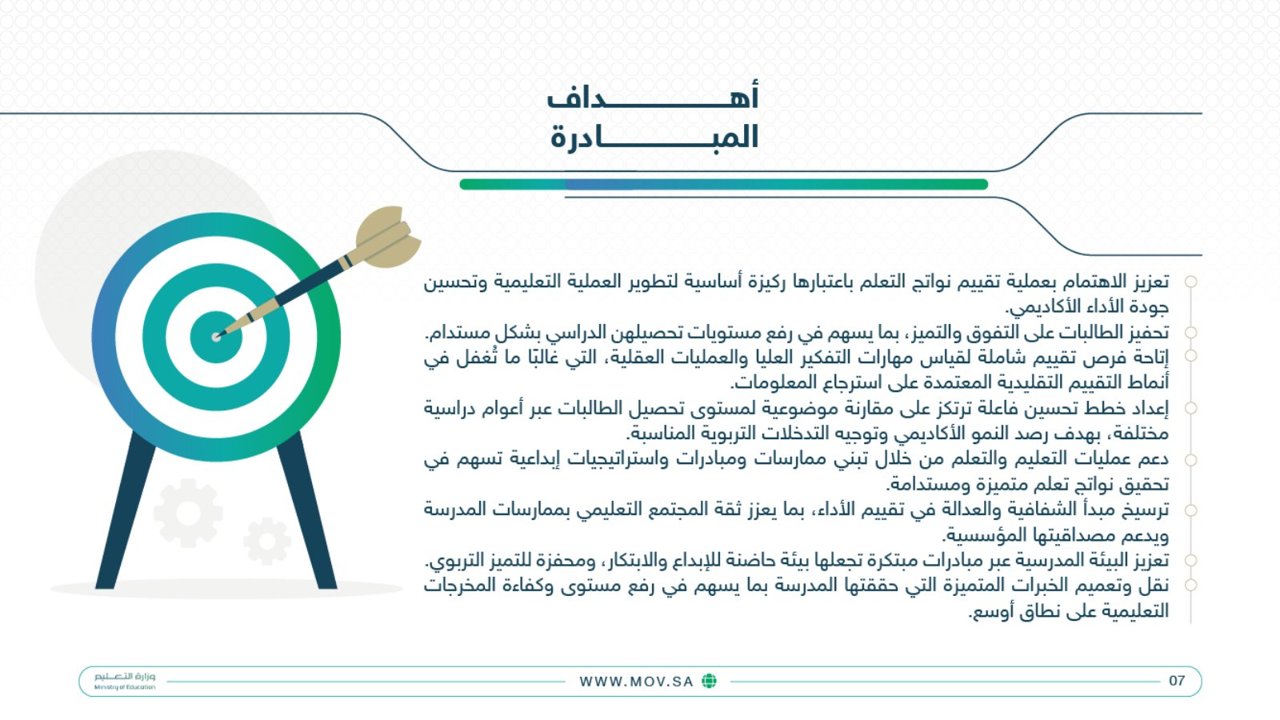 أهـداف
المبـادرة
تعزيز الاهتمام بعملية تقييم نواتج التعلم باعتبارها ركيزة أساسية لتطوير العملية التعليمية وتحسين
جودة الأداء الأكاديمي.
تحفيز الطالبات على التفوق والتميز، بما يسهم في رفع مستويات تحصيلهن الدراسي بشكل مستدام.
إتاحة فرص تقييم شاملة لقياس مهارات التفكير العليا والعمليات العقلية، التي غالبًا ما تُغفل في
أنماط التقييم التقليدية المعتمدة على استرجاع المعلومات.
إعداد خطط تحسين فاعلة ترتكز على مقارنة موضوعية لمستوى تحصيل الطالبات عبر أعوام دراسية
مختلفة، بهدف رصد النمو الأكاديمي وتوجيه التدخلات التربوية المناسبة.
دعم عمليات التعليم والتعلم من خلال تبني ممارسات ومبادرات واستراتيجيات إبداعية تسهم في
تحقيق نواتج تعلم متميزة ومستدامة.
ترسيخ مبدأ الشفافية والعدالة في تقييم الأداء، بما يعزز ثقة المجتمع التعليمي بممارسات المدرسة
ويدعم مصداقيتها المؤسسية.
تعزيز البيئة المدرسية عبر مبادرات مبتكرة تجعلها بيئة حاضنة للإبداع والابتكار، ومحفزة للتميز التربوي.
نقل وتعميم الخبرات المتميزة التي حققتها المدرسة بما يسهم في رفع مستوى وكفاءة المخرجات
التعليمية على نطاق أوسع.
07
WWW.MOV.SA
وزارة التعـلـيم
Ministry of Education